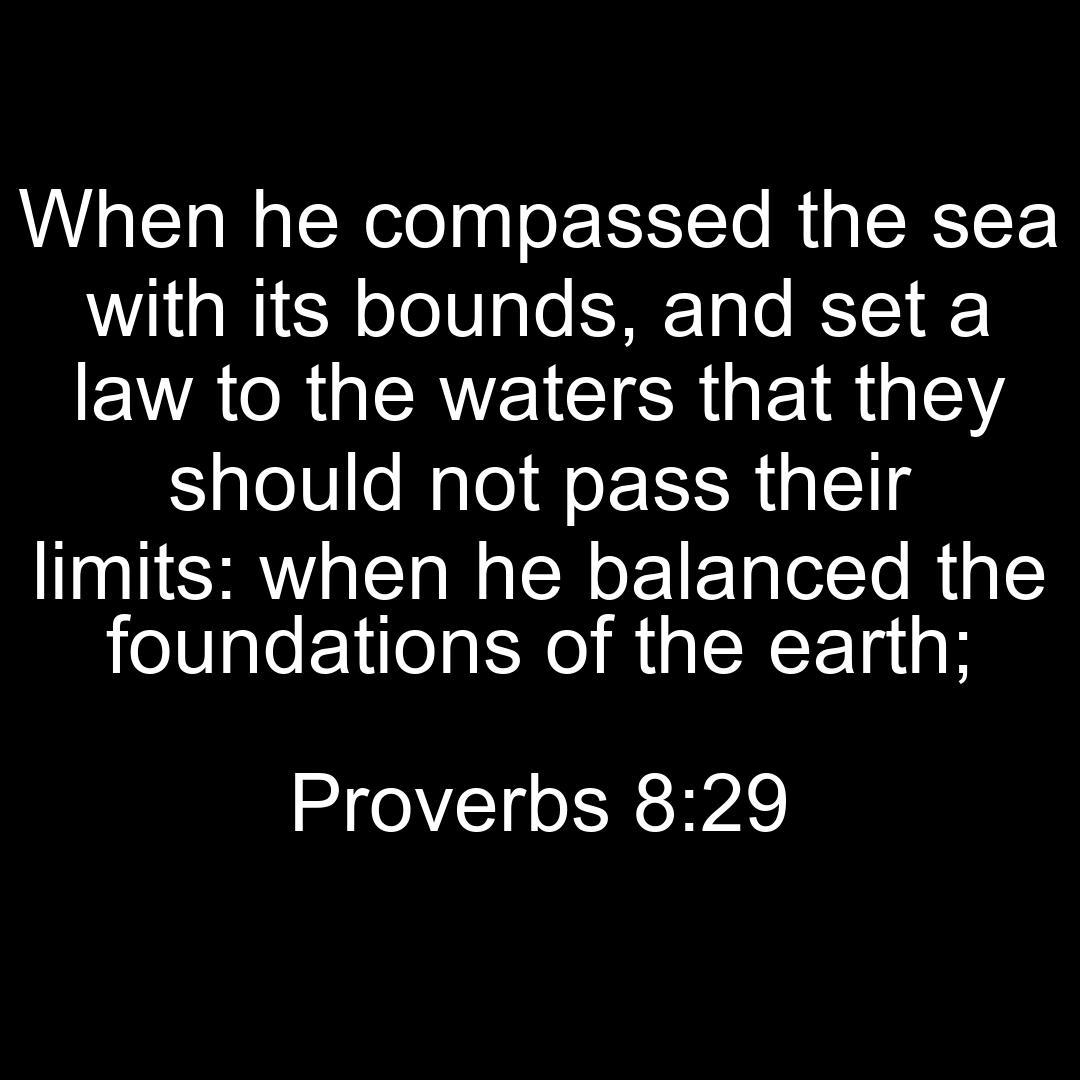 When he compassed the sea
with its bounds, and set a
law to the waters that they
should not pass their
limits: when he balanced the
foundations of the earth;
Proverbs 8:29